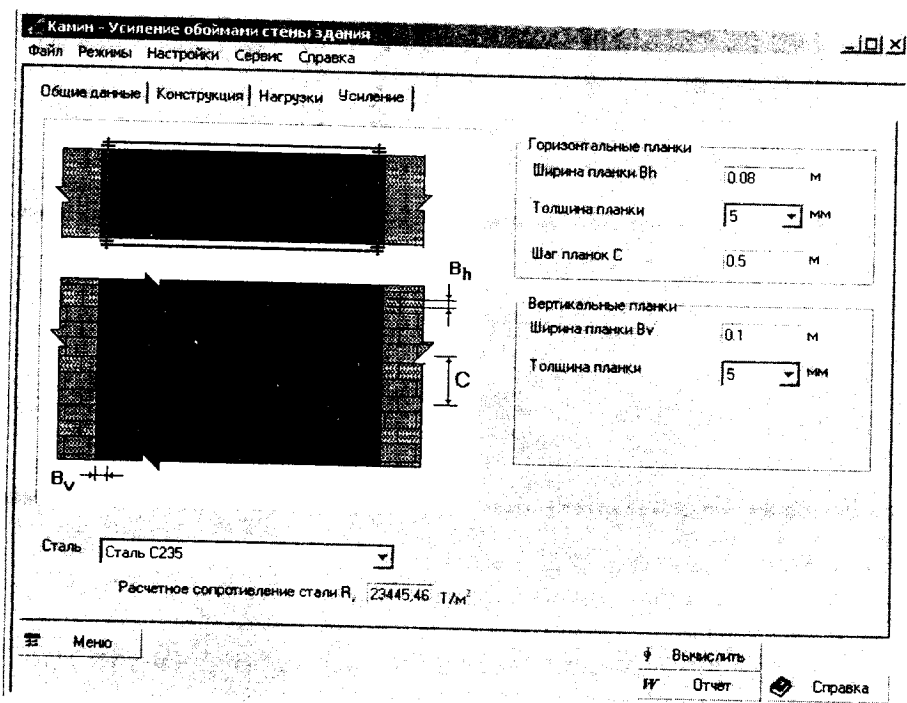 Камин - Усиление обоймами стены здания
Файл Режимы Настройки Сервис Справка
Общие данные Конструкция Нагрузки Усиление
Горизонтальные планки
Ширина планки Bh 0.08 м
Толщина планки 5 мм
Шаг планок C 0.5 м
Bh
Вертикальные планки
Ширина планки Bv 0.1 м
Толщина планки 5 мм
C
Bv
Сталь Сталь С235
Расчетное сопротивление стали Ry 23445,46 Т/м²
Меню
Вычислить
W Отчет
Справка